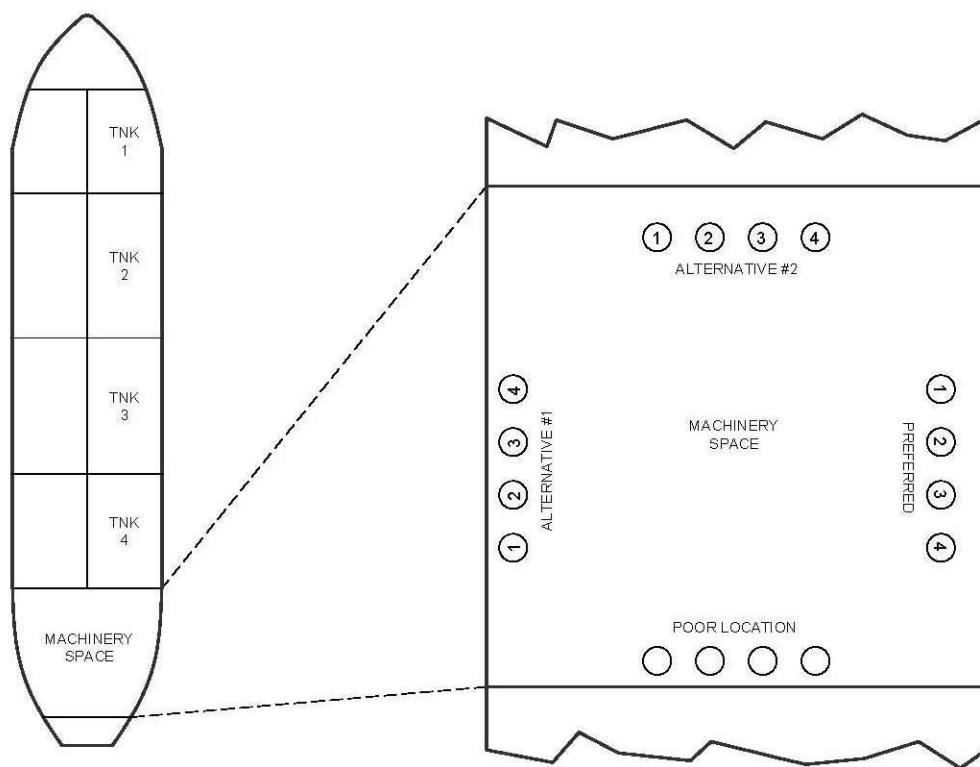 TNK
1
TNK
2
TNK
3
TNK
4
MACHINERY
SPACE
1 2 3 4
ALTERNATIVE #2
4
3
2
1
ALTERNATIVE #1
MACHINERY
SPACE
1
2
3
4
PREFERRED
POOR LOCATION